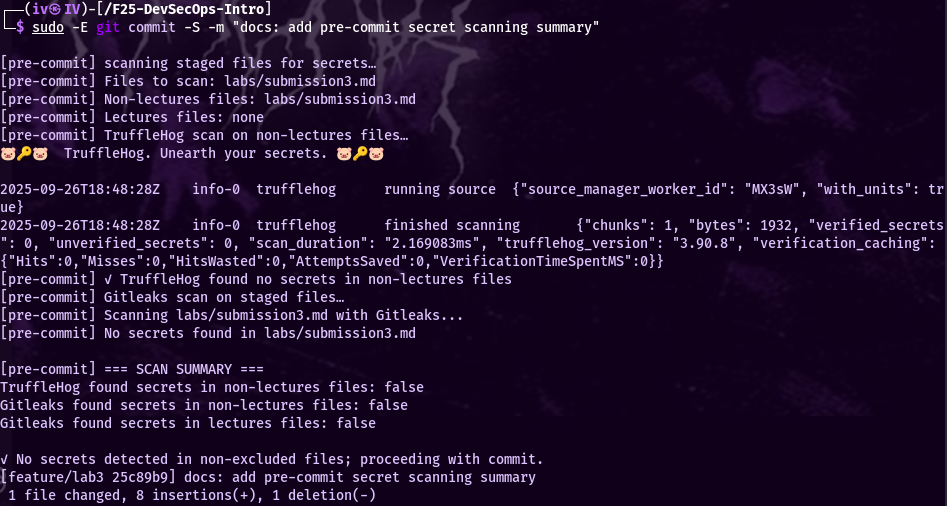 ┌──(iv㉿IV)-[/F25-DevSecOps-Intro]
└─$ sudo -E git commit -S -m "docs: add pre-commit secret scanning summary"
[pre-commit] scanning staged files for secrets…
[pre-commit] Files to scan: labs/submission3.md
[pre-commit] Non-lectures files: labs/submission3.md
[pre-commit] Lectures files: none
[pre-commit] TruffleHog scan on non-lectures files…
🐷🔑🐷  TruffleHog. Unearth your secrets. 🐷🔑🐷
2025-09-26T18:48:28Z    info-0  trufflehog      running source  {"source_manager_worker_id": "MX3sW", "with_units": tr
ue}
2025-09-26T18:48:28Z    info-0  trufflehog      finished scanning       {"chunks": 1, "bytes": 1932, "verified_secrets
": 0, "unverified_secrets": 0, "scan_duration": "2.169083ms", "trufflehog_version": "3.90.8", "verification_caching":
{"Hits":0,"Misses":0,"HitsWasted":0,"AttemptsSaved":0,"VerificationTimeSpentMS":0}}
[pre-commit] √ TruffleHog found no secrets in non-lectures files
[pre-commit] Gitleaks scan on staged files…
[pre-commit] Scanning labs/submission3.md with Gitleaks...
[pre-commit] No secrets found in labs/submission3.md
[pre-commit] === SCAN SUMMARY ===
TruffleHog found secrets in non-lectures files: false
Gitleaks found secrets in non-lectures files: false
Gitleaks found secrets in lectures files: false
√ No secrets detected in non-excluded files; proceeding with commit.
[feature/lab3 25c89b9] docs: add pre-commit secret scanning summary
 1 file changed, 8 insertions(+), 1 deletion(-)